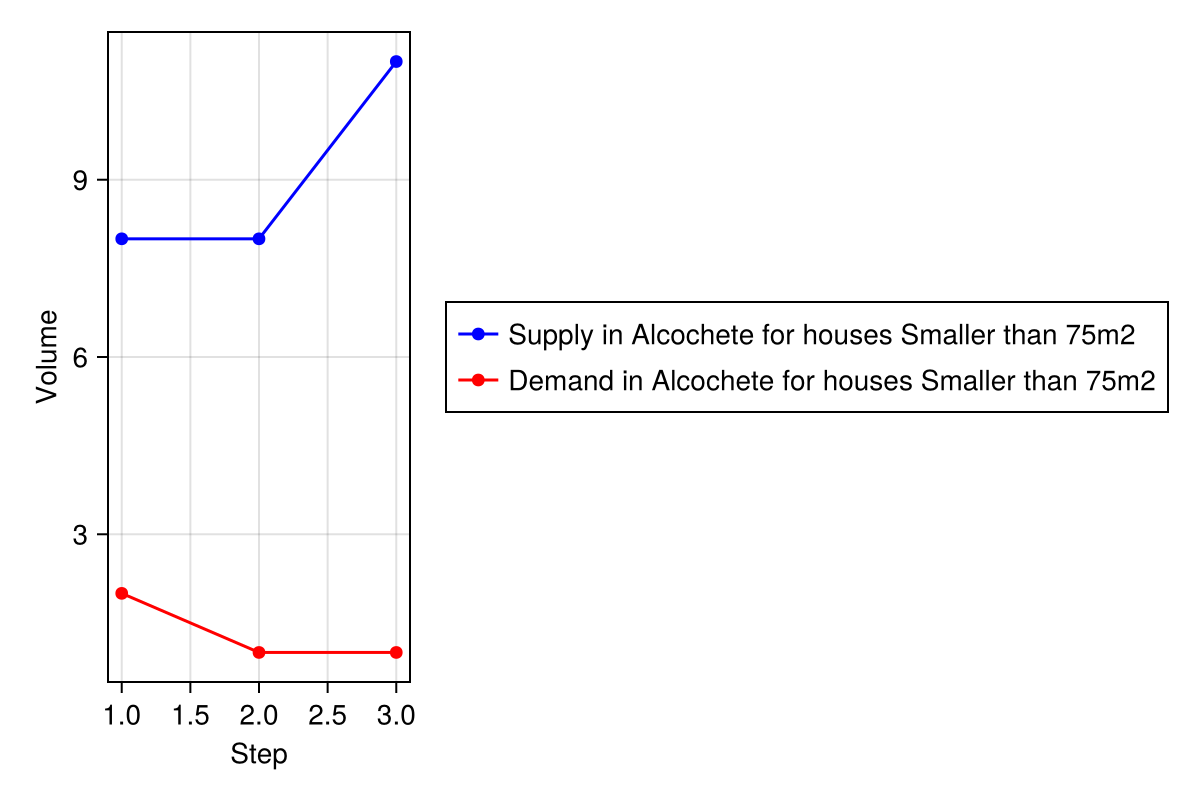 Volume
9
6
3
1.0 1.5 2.0 2.5 3.0
Step
Supply in Alcochete for houses Smaller than 75m2
Demand in Alcochete for houses Smaller than 75m2